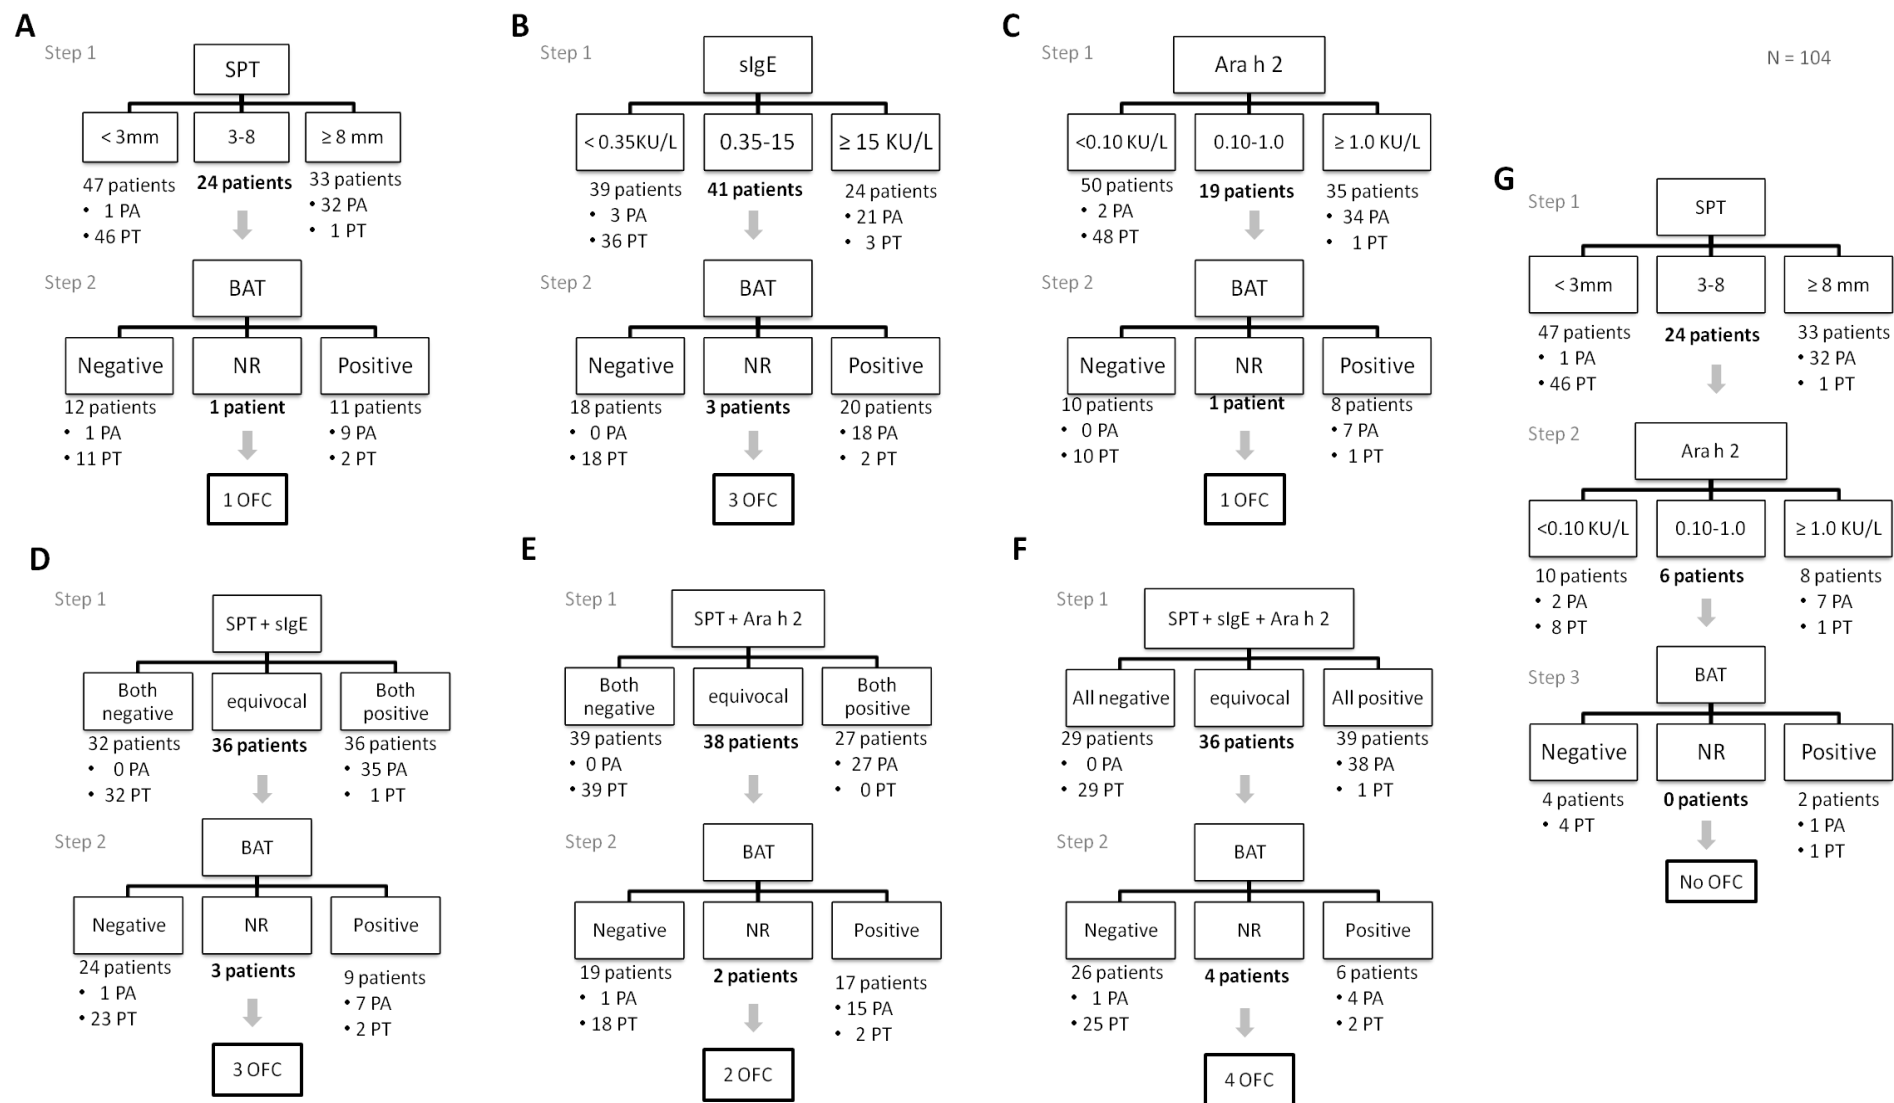 A
Step 1
SPT
< 3mm
3-8
≥ 8 mm
47 patients
• 1 PA
• 46 PT
24 patients
33 patients
• 32 PA
• 1 PT
Step 2
BAT
Negative
NR
Positive
12 patients
• 1 PA
• 11 PT
1 patient
11 patients
• 9 PA
• 2 PT
1 OFC
B
Step 1
sIgE
< 0.35KU/L
0.35-15
≥ 15 KU/L
39 patients
• 3 PA
• 36 PT
41 patients
24 patients
• 21 PA
• 3 PT
Step 2
BAT
Negative
NR
Positive
18 patients
• 0 PA
• 18 PT
3 patients
20 patients
• 18 PA
• 2 PT
3 OFC
C
Step 1
Ara h 2
<0.10 KU/L
0.10-1.0
≥ 1.0 KU/L
50 patients
• 2 PA
• 48 PT
19 patients
35 patients
• 34 PA
• 1 PT
Step 2
BAT
Negative
NR
Positive
10 patients
• 0 PA
• 10 PT
1 patient
8 patients
• 7 PA
• 1 PT
1 OFC
N = 104
D
Step 1
SPT + sIgE
Both
negative
equivocal
Both
positive
32 patients
• 0 PA
• 32 PT
36 patients
36 patients
• 35 PA
• 1 PT
Step 2
BAT
Negative
NR
Positive
24 patients
• 1 PA
• 23 PT
3 patients
9 patients
• 7 PA
• 2 PT
3 OFC
E
Step 1
SPT + Ara h 2
Both
negative
equivocal
Both
positive
39 patients
• 0 PA
• 39 PT
38 patients
27 patients
• 27 PA
• 0 PT
Step 2
BAT
Negative
NR
Positive
19 patients
• 1 PA
• 18 PT
2 patients
17 patients
• 15 PA
• 2 PT
2 OFC
F
Step 1
SPT + sIgE + Ara h 2
All negative
equivocal
All positive
29 patients
• 0 PA
• 29 PT
36 patients
39 patients
• 38 PA
• 1 PT
Step 2
BAT
Negative
NR
Positive
26 patients
• 1 PA
• 25 PT
4 patients
6 patients
• 4 PA
• 2 PT
4 OFC
G
Step 1
SPT
< 3mm
3-8
≥ 8 mm
47 patients
• 1 PA
• 46 PT
24 patients
33 patients
• 32 PA
• 1 PT
Step 2
Ara h 2
<0.10 KU/L
0.10-1.0
≥ 1.0 KU/L
10 patients
• 2 PA
• 8 PT
6 patients
8 patients
• 7 PA
• 1 PT
Step 3
BAT
Negative
NR
Positive
4 patients
• 4 PT
0 patients
2 patients
• 1 PA
• 1 PT
No OFC